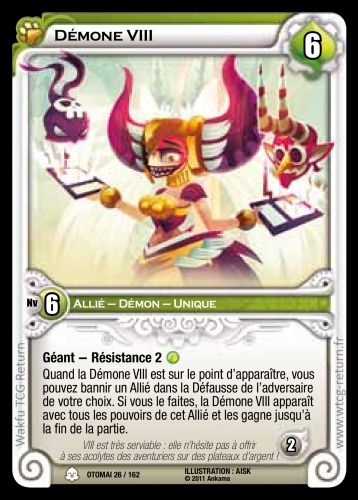 DÉMONE VIII
6
NV 6 ALLIÉ – DÉMON – UNIQUE
Géant – Résistance 2
Quand la Démone VIII est sur le point d'apparaître, vous
pouvez bannir un Allié dans la Défausse de l'adversaire
de votre choix. Si vous le faites, la Démone VIII apparaît
avec tous les pouvoirs de cet Allié et les gagne jusqu'à
la fin de la partie.
VIII est très serviable : elle n'hésite pas à offrir
à ses acolytes des aventuriers sur des plateaux d'argent !
2
OTOMAI 26 / 162
ILLUSTRATION : AISK
© 2011 Ankama
Wakfu TCG Return
www.wtcg-return.fr